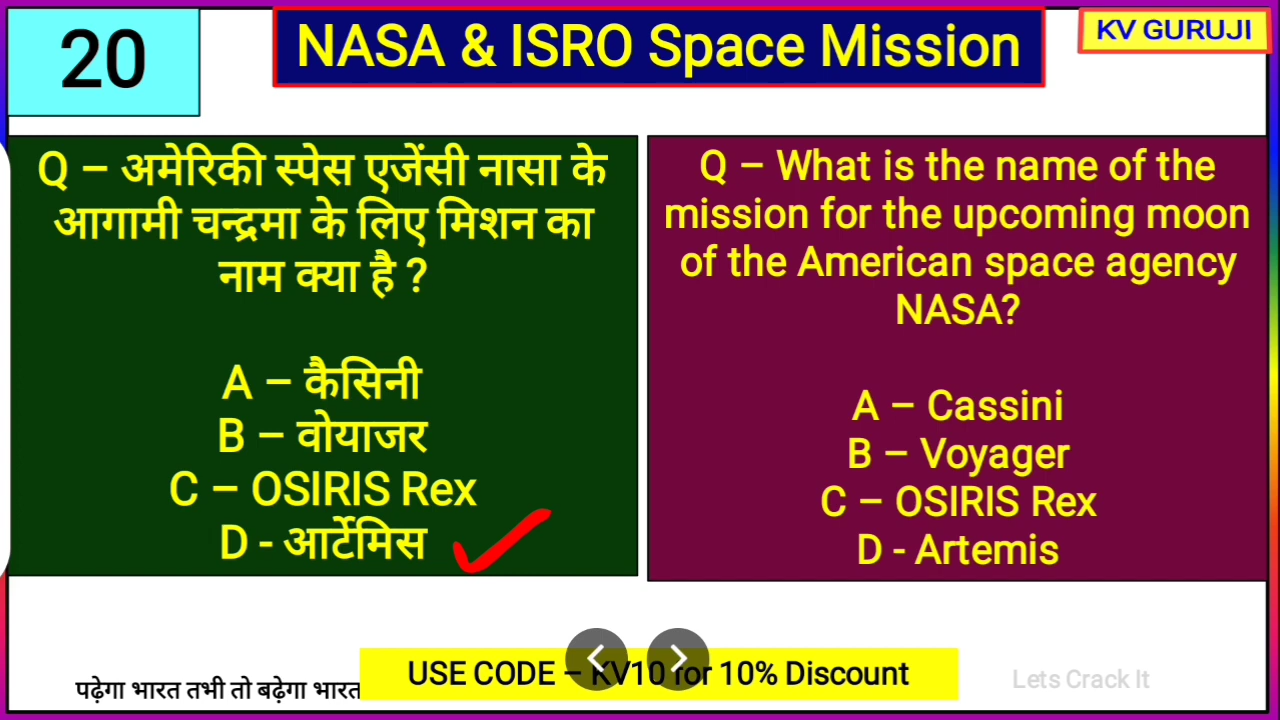 20
NASA & ISRO Space Mission
KV GURUJI
Q – अमेरिकी स्पेस एजेंसी नासा के
आगामी चन्द्रमा के लिए मिशन का
नाम क्या है ?
A – कैसिनी
B – वोयाजर
C – OSIRIS Rex
D - आर्टेमिस
Q – What is the name of the
mission for the upcoming moon
of the American space agency
NASA?
A – Cassini
B – Voyager
C – OSIRIS Rex
D - Artemis
पढ़ेगा भारत तभी तो बढ़ेगा भारत
USE CODE – KV10 for 10% Discount
Lets Crack It